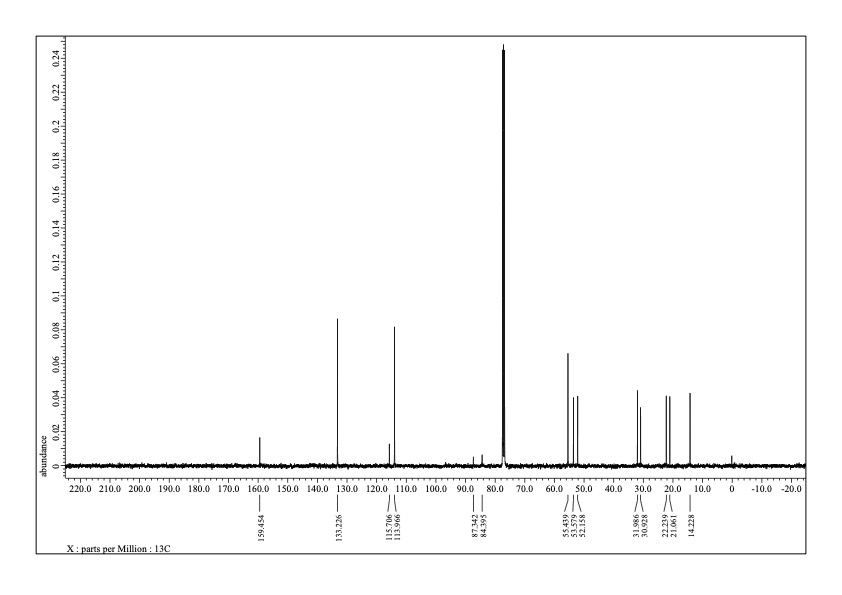 abundance
0 0.02 0.04 0.06 0.08 0.1 0.12 0.14 0.16 0.18 0.2 0.22 0.24
220.0 210.0 200.0 190.0 180.0 170.0 160.0 150.0 140.0 130.0 120.0 110.0 100.0 90.0 80.0 70.0 60.0 50.0 40.0 30.0 20.0 10.0 0 -10.0 -20.0
159.454 133.226 115.706 113.966 87.342 84.395 55.439 53.579 52.158 31.986 30.928 22.239 21.061 14.228
X : parts per Million : 13C